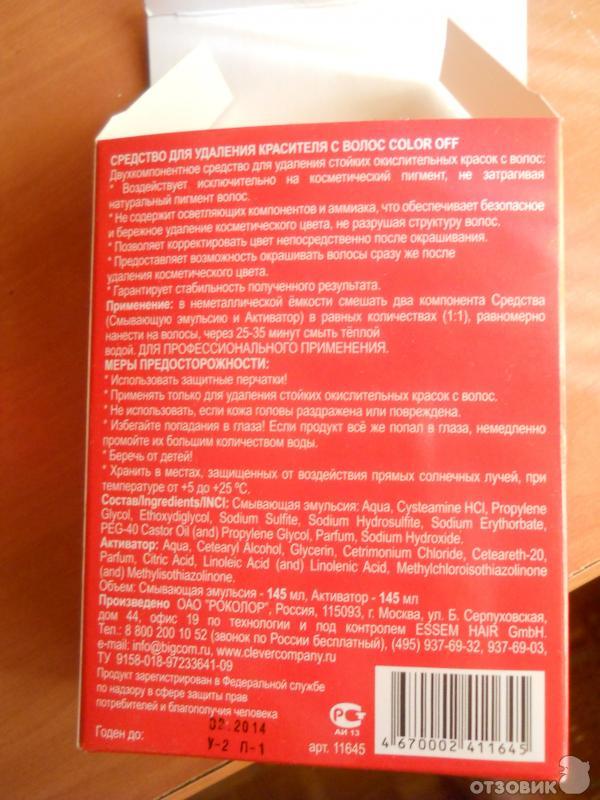 СРЕДСТВО ДЛЯ УДАЛЕНИЯ КРАСИТЕЛЯ С ВОЛОС COLOR OFF
Двухкомпонентное средство для удаления стойких окислительных красок с волос:
* Воздействует исключительно на косметический пигмент, не затрагивая
натуральный пигмент волос.
* Не содержит осветляющих компонентов и аммиака, что обеспечивает безопасное
и бережное удаление косметического цвета, не разрушая структуру волос.
* Позволяет корректировать цвет непосредственно после окрашивания.
* Предоставляет возможность окрашивать волосы сразу же после
удаления косметического цвета.
* Гарантирует стабильность полученного результата.
Применение: в неметаллической ёмкости смешать два компонента Средства
(Смывающую эмульсию и Активатор) в равных количествах (1:1), равномерно
нанести на волосы, через 25-35 минут смыть тёплой
водой. ДЛЯ ПРОФЕССИОНАЛЬНОГО ПРИМЕНЕНИЯ.
МЕРЫ ПРЕДОСТОРОЖНОСТИ:
* Использовать защитные перчатки!
* Применять только для удаления стойких окислительных красок с волос.
* Не использовать, если кожа головы раздражена или повреждена.
* Избегайте попадания в глаза! Если продукт всё же попал в глаза, немедленно
промойте их большим количеством воды.
* Беречь от детей!
* Хранить в местах, защищенных от воздействия прямых солнечных лучей, при
температуре от +5 до +25 °C.
Состав/Ingredients/INCI: Смывающая эмульсия: Aqua, Cysteamine HCl, Propylene
Glycol, Ethoxydiglycol, Sodium Sulfite, Sodium Hydrosulfite, Sodium Erythorbate,
PEG-40 Castor Oil (and) Propylene Glycol, Parfum, Sodium Hydroxide.
Активатор: Aqua, Cetearyl Alcohol, Glycerin, Cetrimonium Chloride, Ceteareth-20,
Parfum, Citric Acid, Linoleic Acid (and) Linolenic Acid, Methylchloroisothiazolinone
(and) Methylisothiazolinone.
Объем: Смывающая эмульсия - 145 мл, Активатор - 145 мл
Произведено ОАО "РОКОЛОР", Россия, 115093, г. Москва, ул. Б. Серпуховская,
дом 44, офис 19 по технологии и под контролем ESSEM HAIR GmbH.
Тел.: 8 800 200 10 52 (звонок по России бесплатный), (495) 937-69-32, 937-69-03,
e-mail: info@bigcom.ru, www.clevercompany.ru
ТУ 9158-018-97233641-09
Продукт зарегистрирован в Федеральной службе
по надзору в сфере защиты прав
потребителей и благополучия человека
02.2014
Годен до: У-2 П-1
арт. 11645
РС
АИ 13
4 670002 411645
ОТЗОВИК